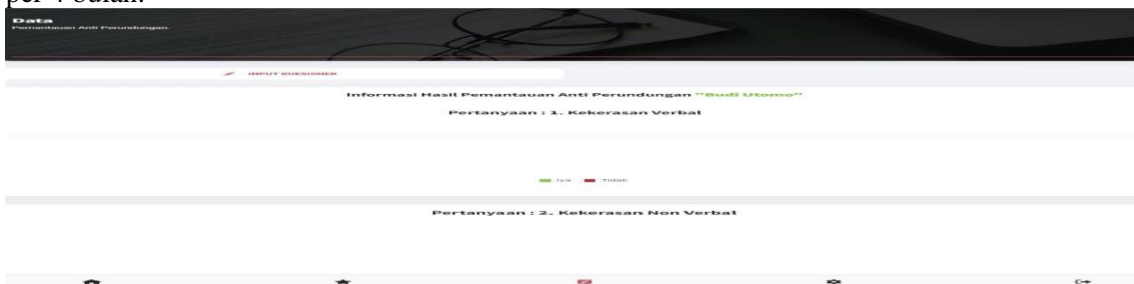 per 4 bulan.
Data
Pemantauan Anti Perundungan.
INPUT KUESIONER
Informasi Hasil Pemantauan Anti Perundungan "Budi Utomo"
Pertanyaan : 1. Kekerasan Verbal
Iya Tidak
Pertanyaan : 2. Kekerasan Non Verbal